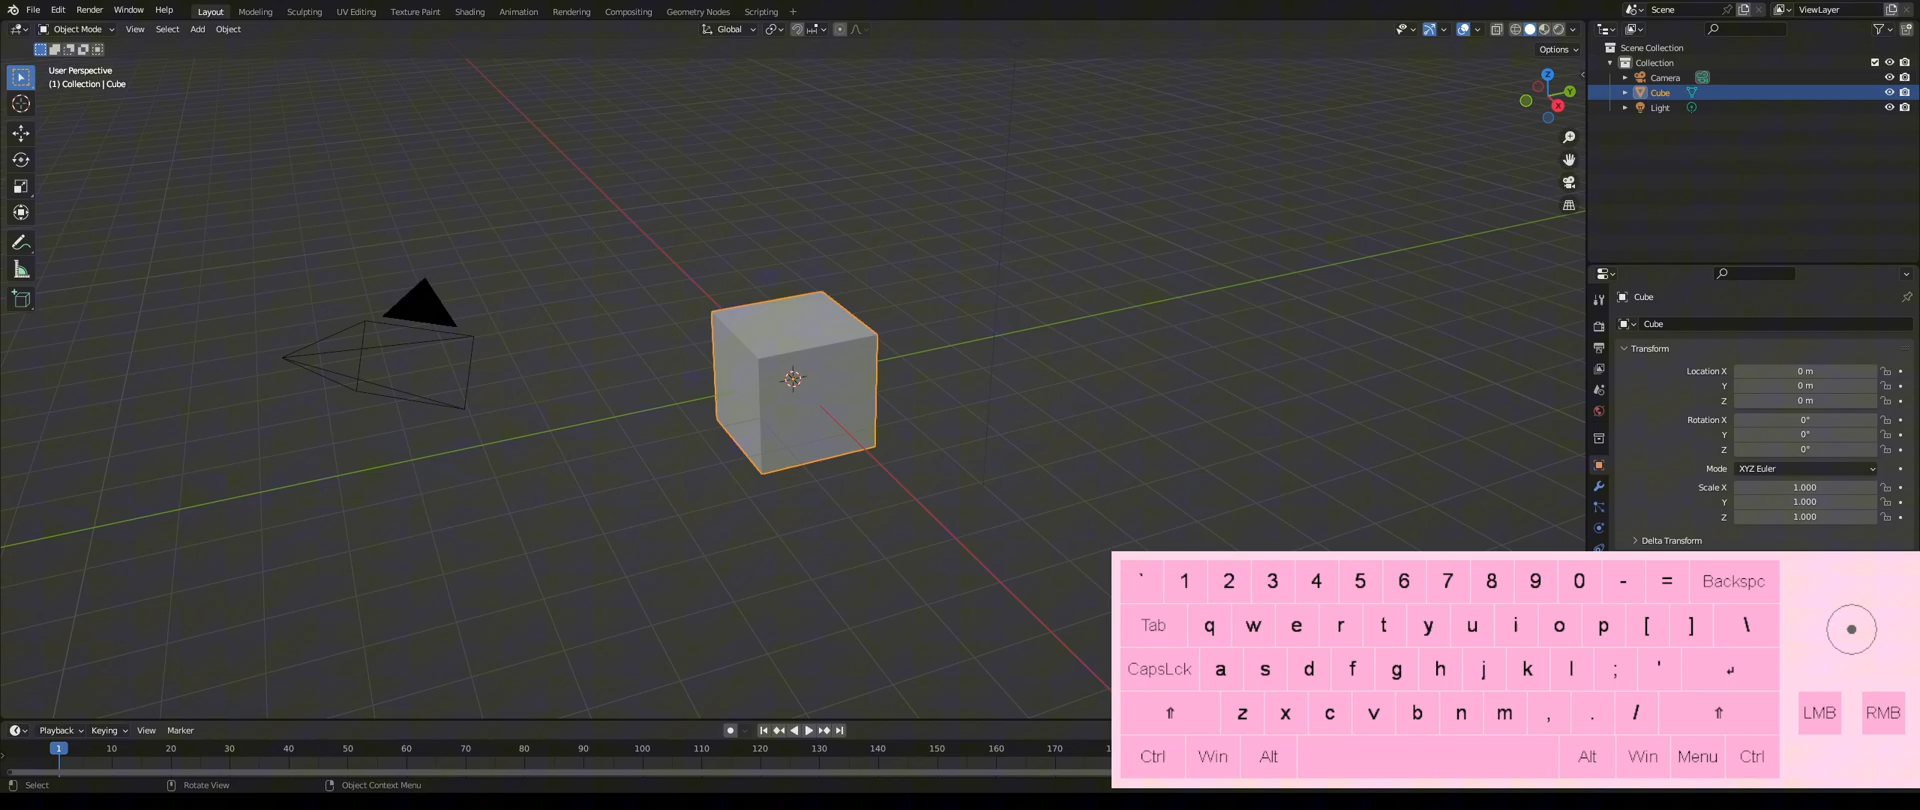 File Edit Render Window Help Layout Modeling Sculpting UV Editing Texture Paint Shading Animation Rendering Compositing Geometry Nodes Scripting + Scene ViewLayer
Object Mode View Select Add Object Global
Options
User Perspective
(1) Collection | Cube
Z
Y
X
Scene Collection
Collection
Camera
Cube
Light
Cube
Cube
Transform
Location X 0 m
Y 0 m
Z 0 m
Rotation X 0°
Y 0°
Z 0°
Mode XYZ Euler
Scale X 1.000
Y 1.000
Z 1.000
Delta Transform
` 1 2 3 4 5 6 7 8 9 0 - = Backspc
Tab q w e r t y u i o p [ ] \
CapsLck a s d f g h j k l ; ' ↵
⇑ z x c v b n m , . / ⇑
LMB RMB
Ctrl Win Alt Alt Win Menu Ctrl
Playback Keying View Marker
1 10 20 30 40 50 60 70 80 90 100 110 120 130 140 150 160 170
Select Rotate View Object Context Menu